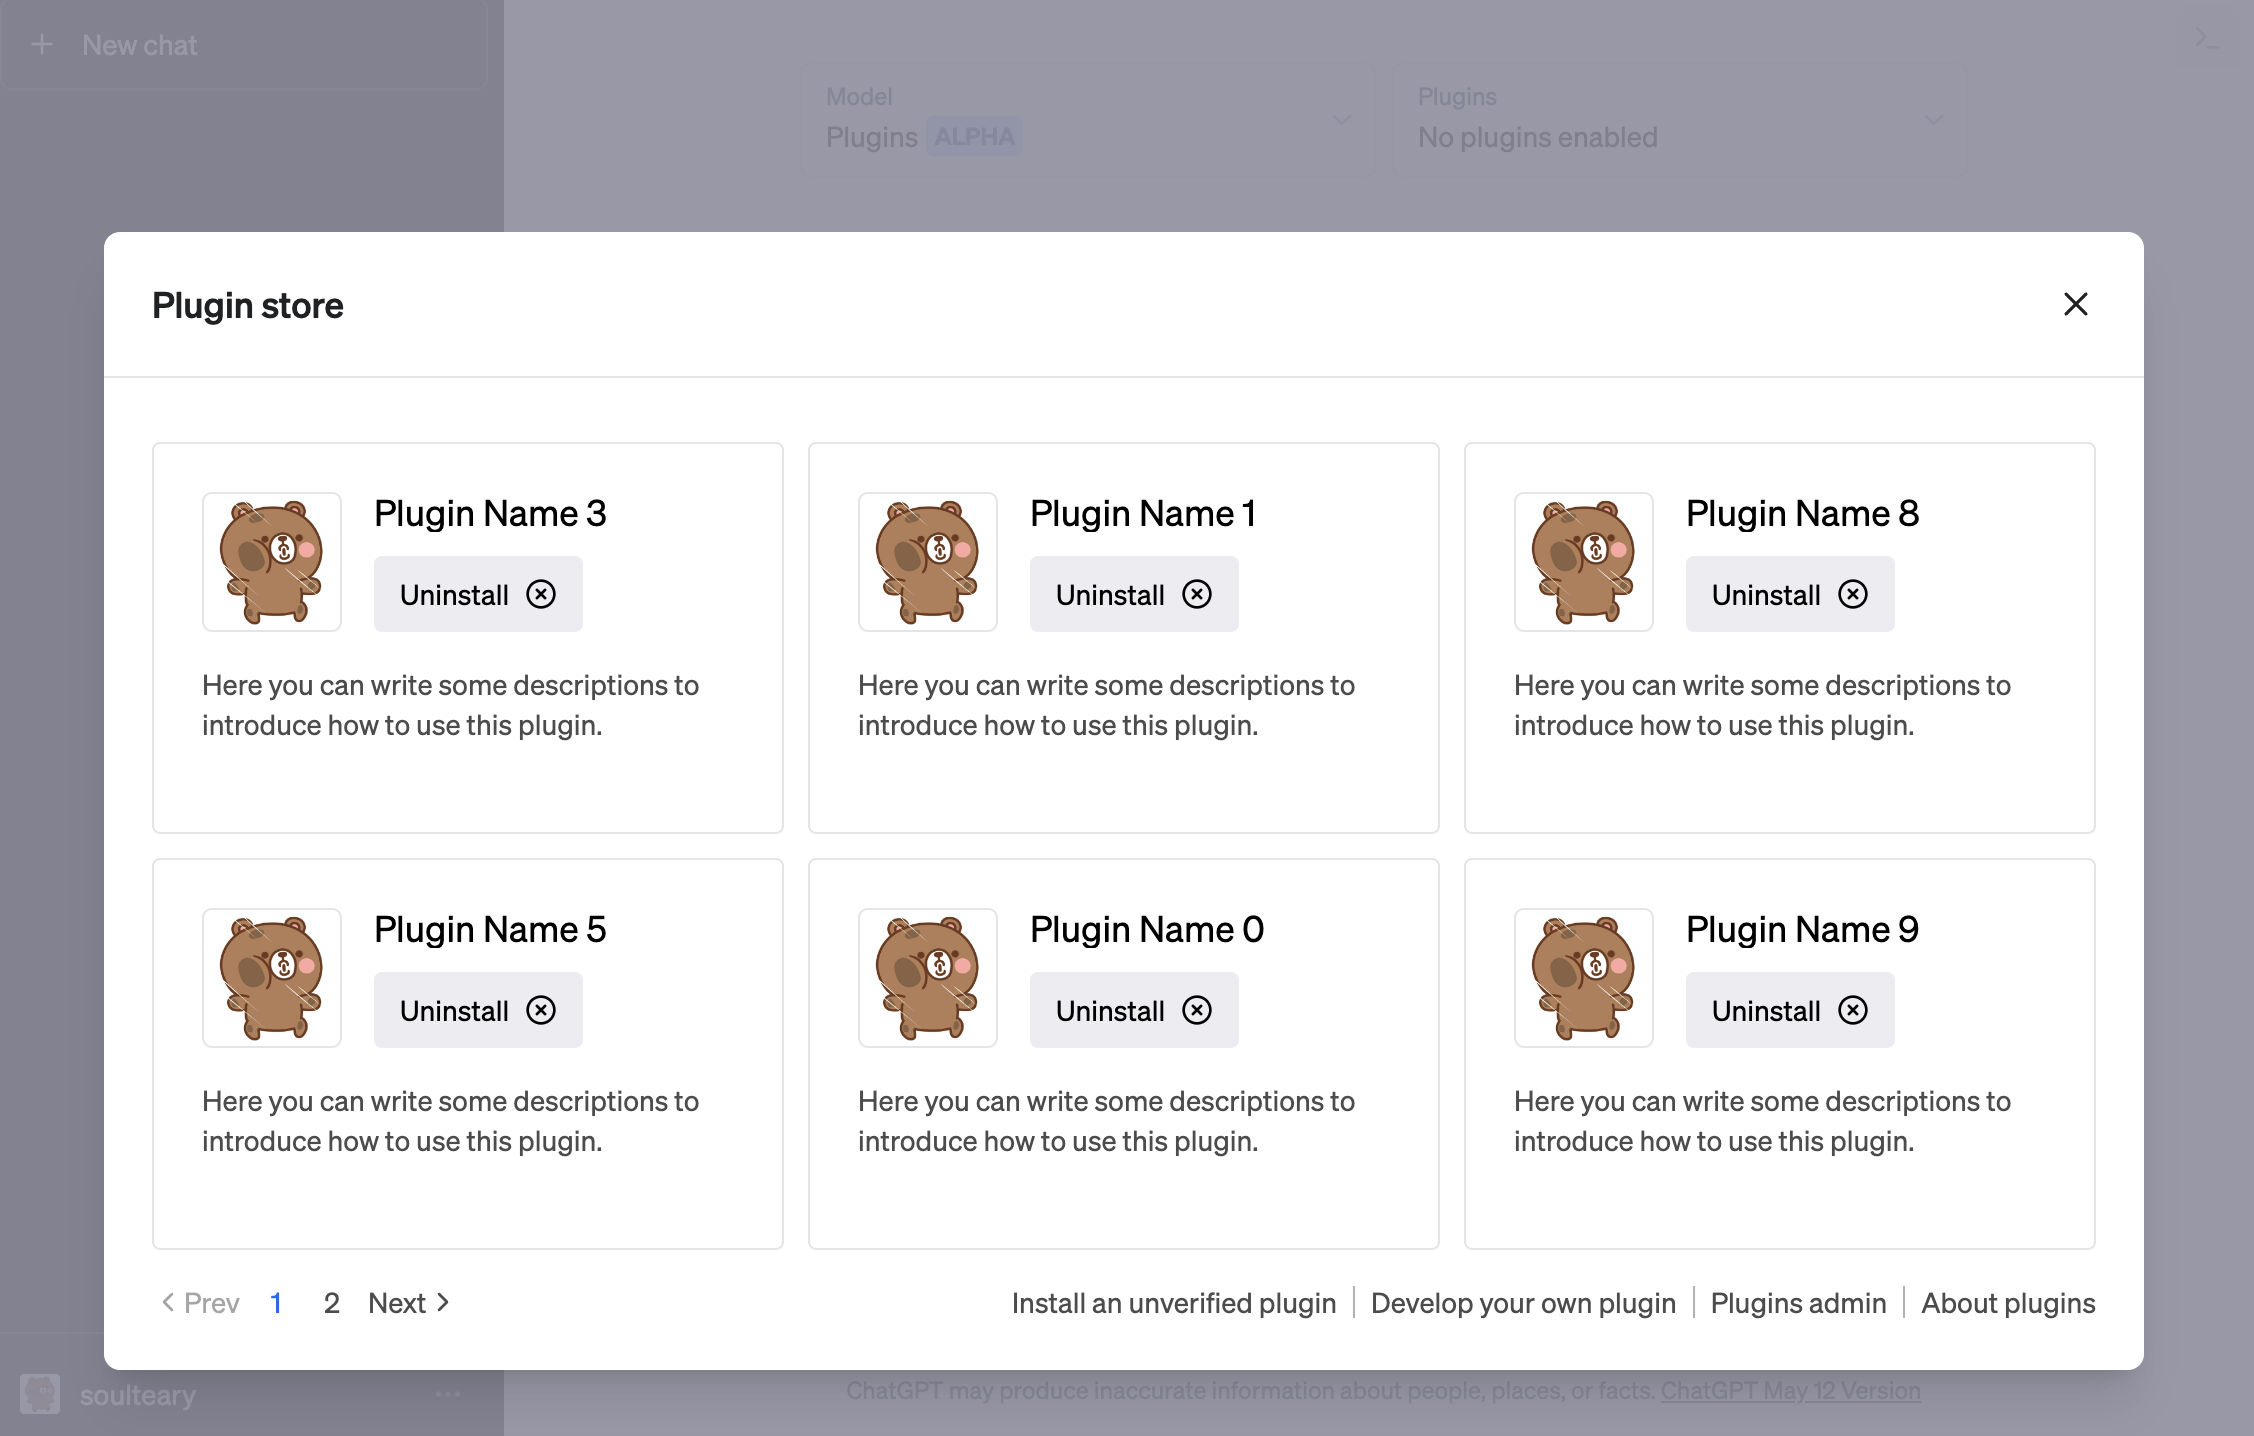 New chat
Model
Plugins ALPHA
Plugins
No plugins enabled
Plugin store
Plugin Name 3
Uninstall
Here you can write some descriptions to
introduce how to use this plugin.
Plugin Name 1
Uninstall
Here you can write some descriptions to
introduce how to use this plugin.
Plugin Name 8
Uninstall
Here you can write some descriptions to
introduce how to use this plugin.
Plugin Name 5
Uninstall
Here you can write some descriptions to
introduce how to use this plugin.
Plugin Name 0
Uninstall
Here you can write some descriptions to
introduce how to use this plugin.
Plugin Name 9
Uninstall
Here you can write some descriptions to
introduce how to use this plugin.
Prev 1 2 Next
Install an unverified plugin | Develop your own plugin | Plugins admin | About plugins
soulteary
ChatGPT may produce inaccurate information about people, places, or facts. ChatGPT May 12 Version